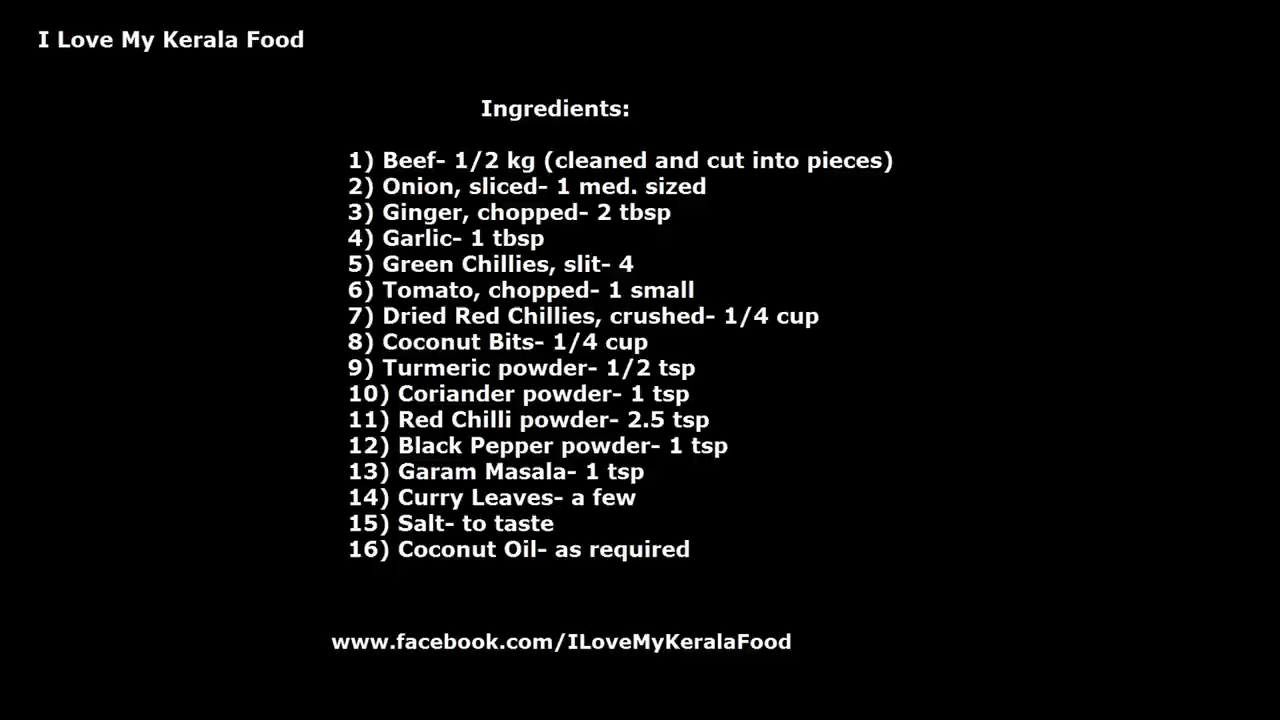 I Love My Kerala Food
Ingredients:
1) Beef- 1/2 kg (cleaned and cut into pieces)
2) Onion, sliced- 1 med. sized
3) Ginger, chopped- 2 tbsp
4) Garlic- 1 tbsp
5) Green Chillies, slit- 4
6) Tomato, chopped- 1 small
7) Dried Red Chillies, crushed- 1/4 cup
8) Coconut Bits- 1/4 cup
9) Turmeric powder- 1/2 tsp
10) Coriander powder- 1 tsp
11) Red Chilli powder- 2.5 tsp
12) Black Pepper powder- 1 tsp
13) Garam Masala- 1 tsp
14) Curry Leaves- a few
15) Salt- to taste
16) Coconut Oil- as required
www.facebook.com/ILoveMyKeralaFood